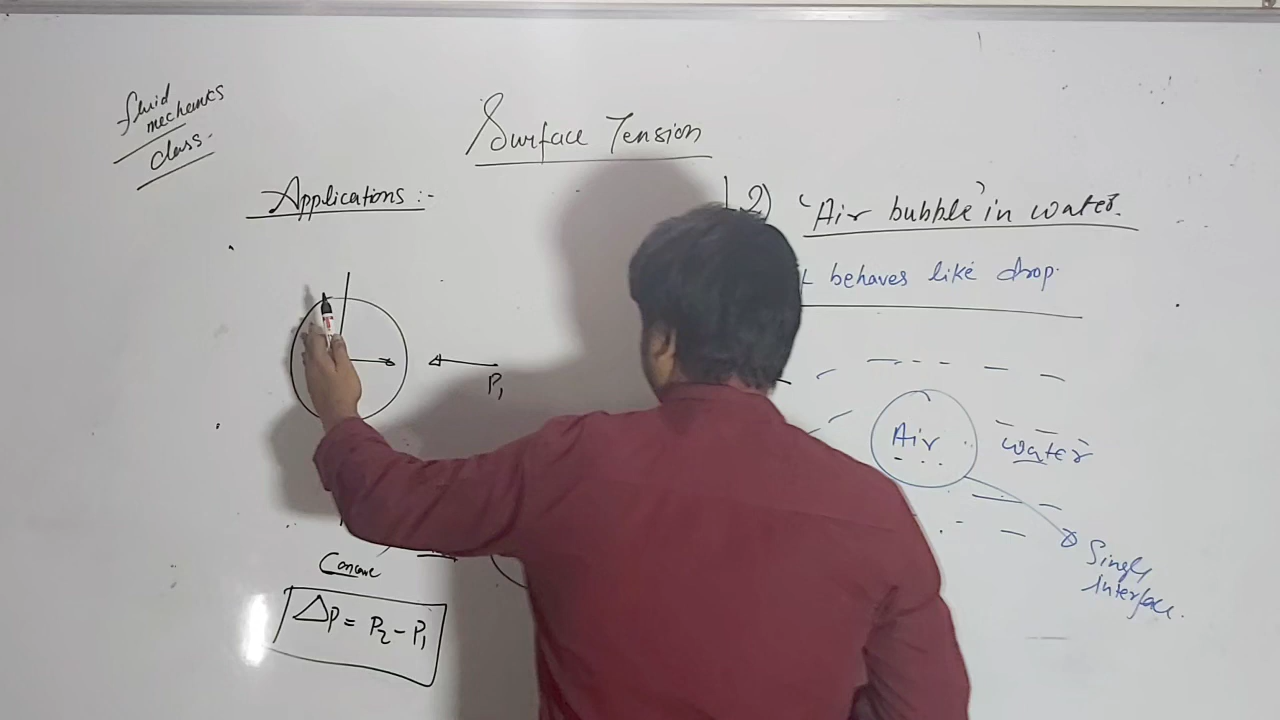 fluid
mechanics
class-
Surface Tension
Applications :-
2) 'Air bubble' in water.
behaves like drop.
P1
Air
water
Single
interface.
Concave
ΔP = P2 - P1